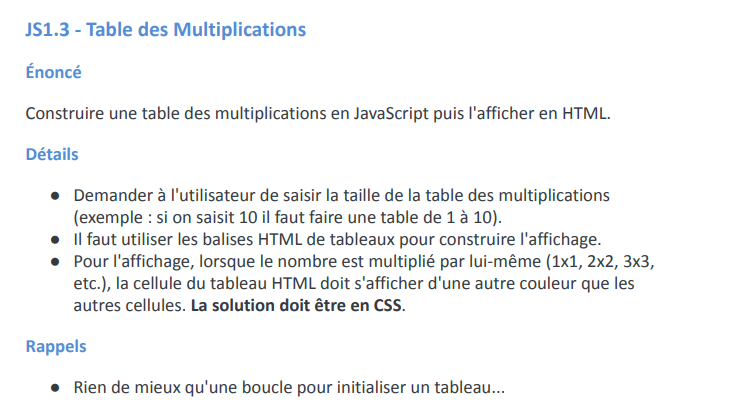 JS1.3 - Table des Multiplications
Énoncé
Construire une table des multiplications en JavaScript puis l'afficher en HTML.
Détails
● Demander à l'utilisateur de saisir la taille de la table des multiplications
(exemple : si on saisit 10 il faut faire une table de 1 à 10).
● Il faut utiliser les balises HTML de tableaux pour construire l'affichage.
● Pour l'affichage, lorsque le nombre est multiplié par lui-même (1x1, 2x2, 3x3,
etc.), la cellule du tableau HTML doit s'afficher d'une autre couleur que les
autres cellules. La solution doit être en CSS.
Rappels
● Rien de mieux qu'une boucle pour initialiser un tableau...